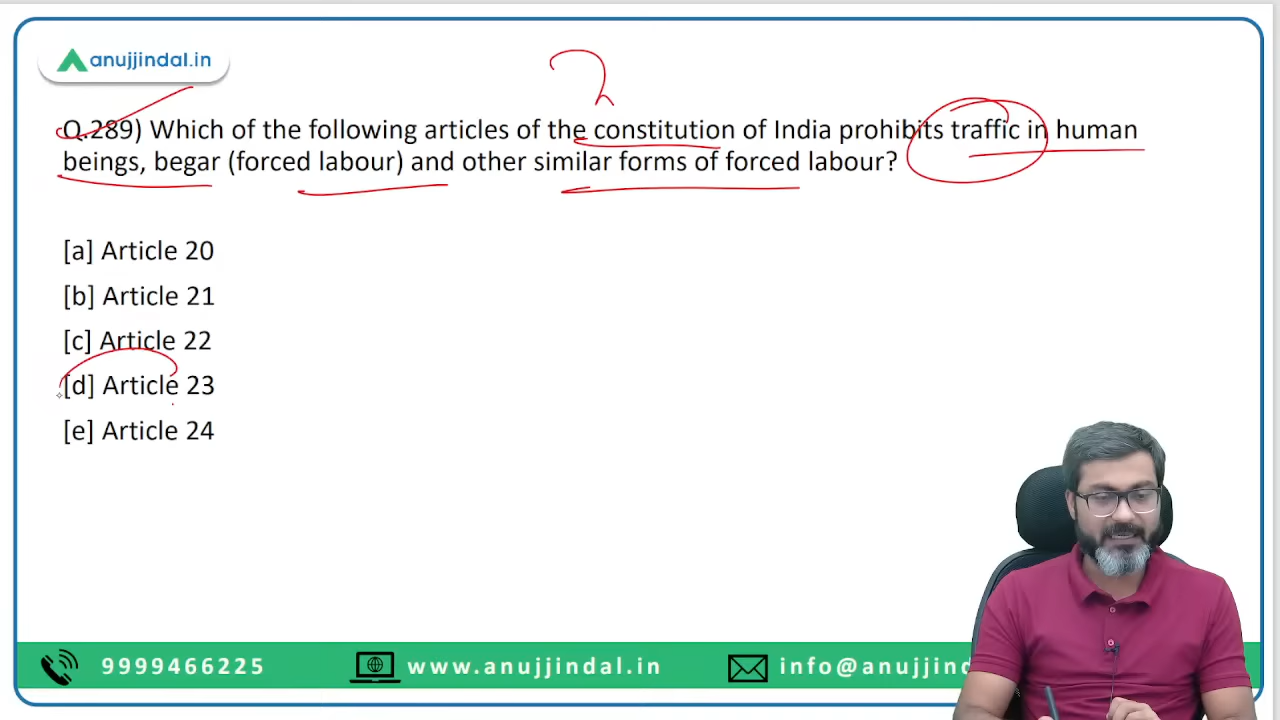 anujjindal.in
Q.289) Which of the following articles of the constitution of India prohibits traffic in human
beings, begar (forced labour) and other similar forms of forced labour?
[a] Article 20
[b] Article 21
[c] Article 22
[d] Article 23
[e] Article 24
9999466225 www.anujjindal.in info@anujjind